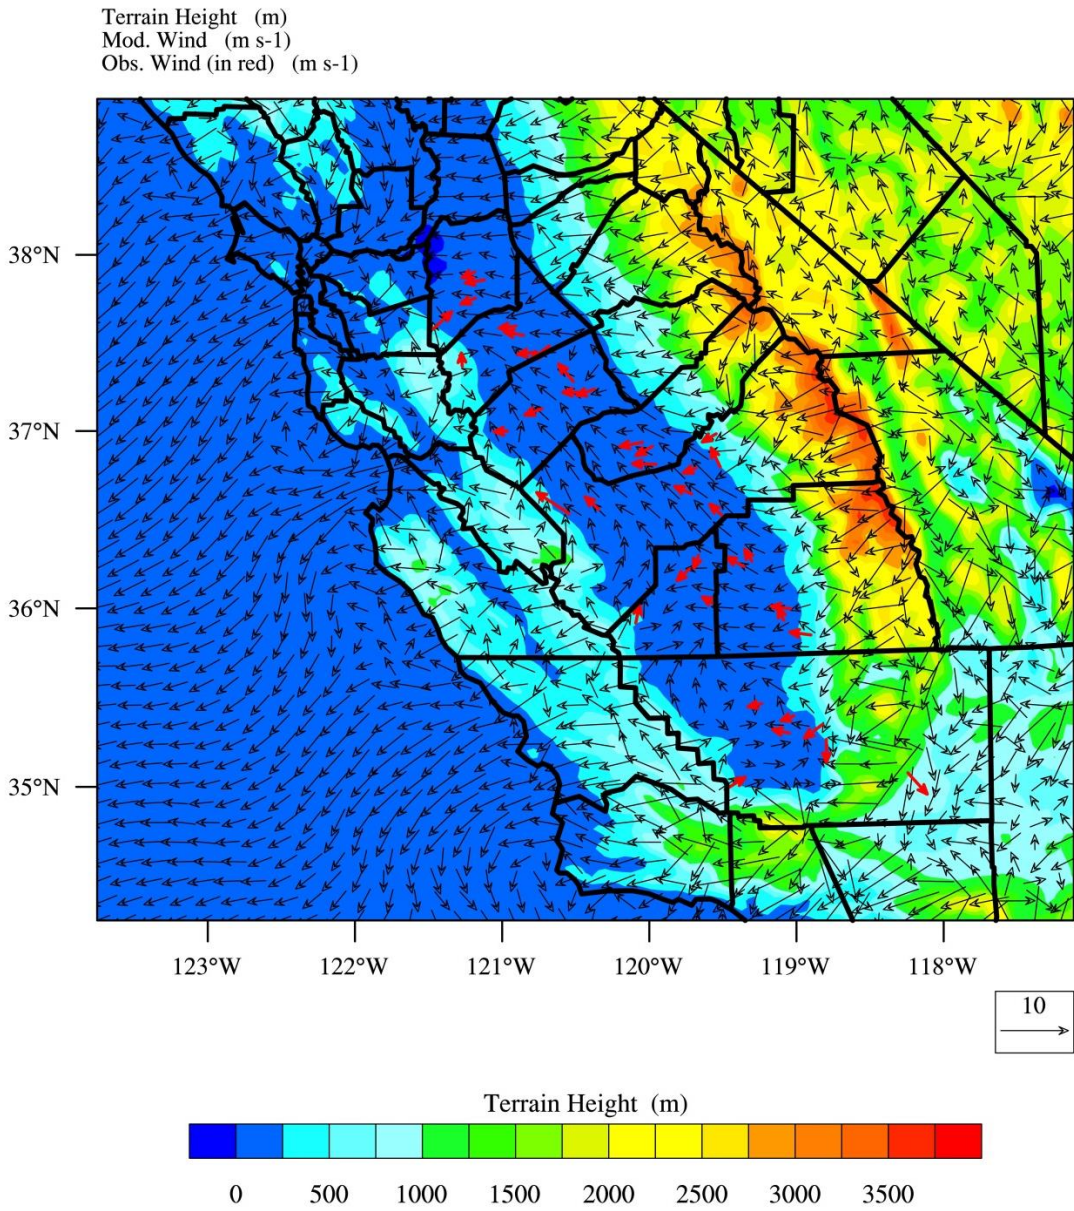 Terrain Height (m)
Mod. Wind (m s-1)
Obs. Wind (in red) (m s-1)
38°N
37°N
36°N
35°N
123°W 122°W 121°W 120°W 119°W 118°W
10
Terrain Height (m)
0 500 1000 1500 2000 2500 3000 3500